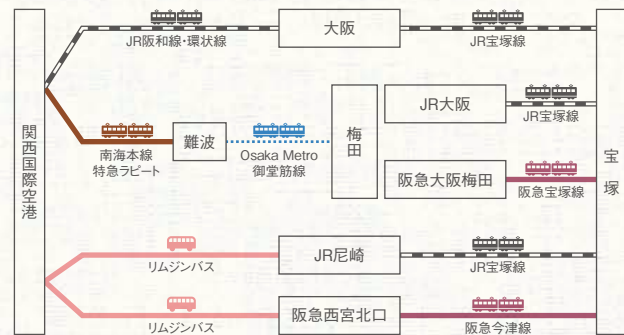 関西国際空港
JR阪和線・環状線
大阪
JR宝塚線
南海本線
特急ラピート
難波
Osaka Metro
御堂筋線
梅田
JR大阪
JR宝塚線
阪急大阪梅田
阪急宝塚線
リムジンバス
JR尼崎
JR宝塚線
リムジンバス
阪急西宮北口
阪急今津線
宝塚